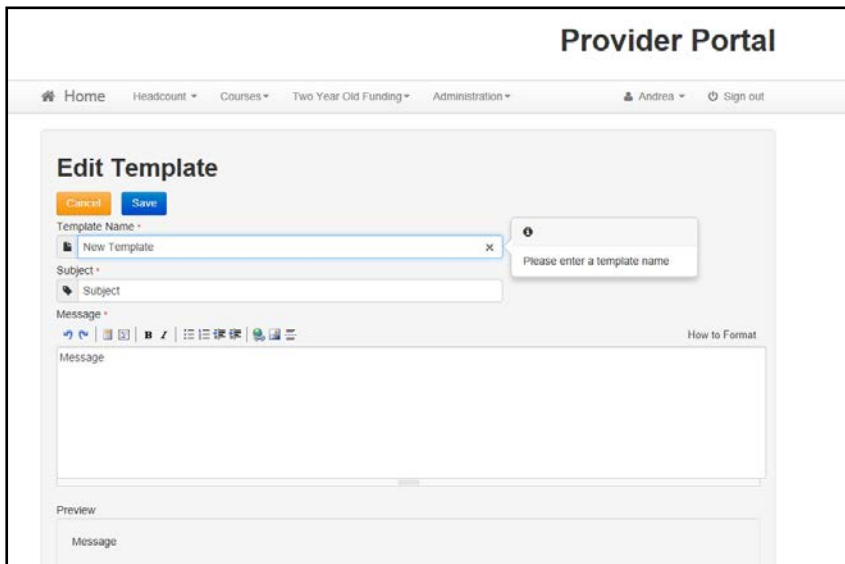 Provider Portal
Home Headcount Courses Two Year Old Funding Administration Andrea Sign out
Edit Template
Cancel Save
Template Name *
New Template
Please enter a template name
Subject *
Subject
Message *
B I How to Format
Message
Preview
Message